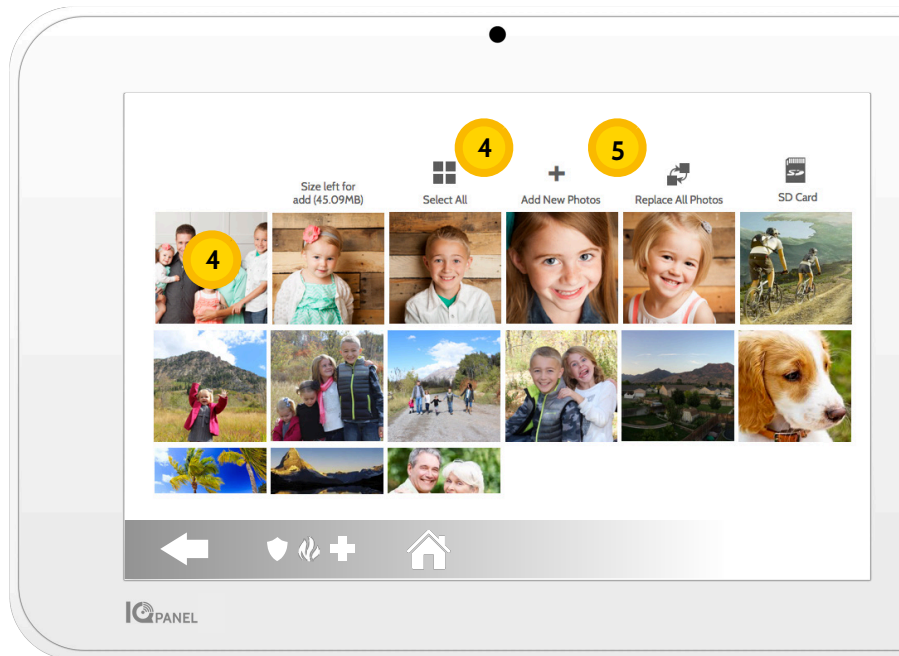 4
5
Size left for
add (45.09MB)
Select All
Add New Photos
Replace All Photos
SD
SD Card
4
IQ PANEL